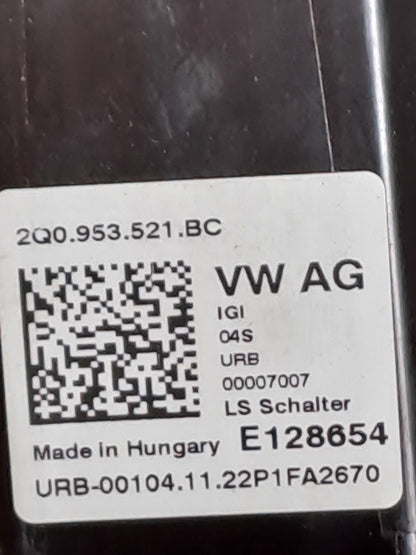 2Q0.953.521.BC
VW AG
IGI
04S
URB
00007007
LS Schalter
Made in Hungary E128654
URB-00104.11.22P1FA2670